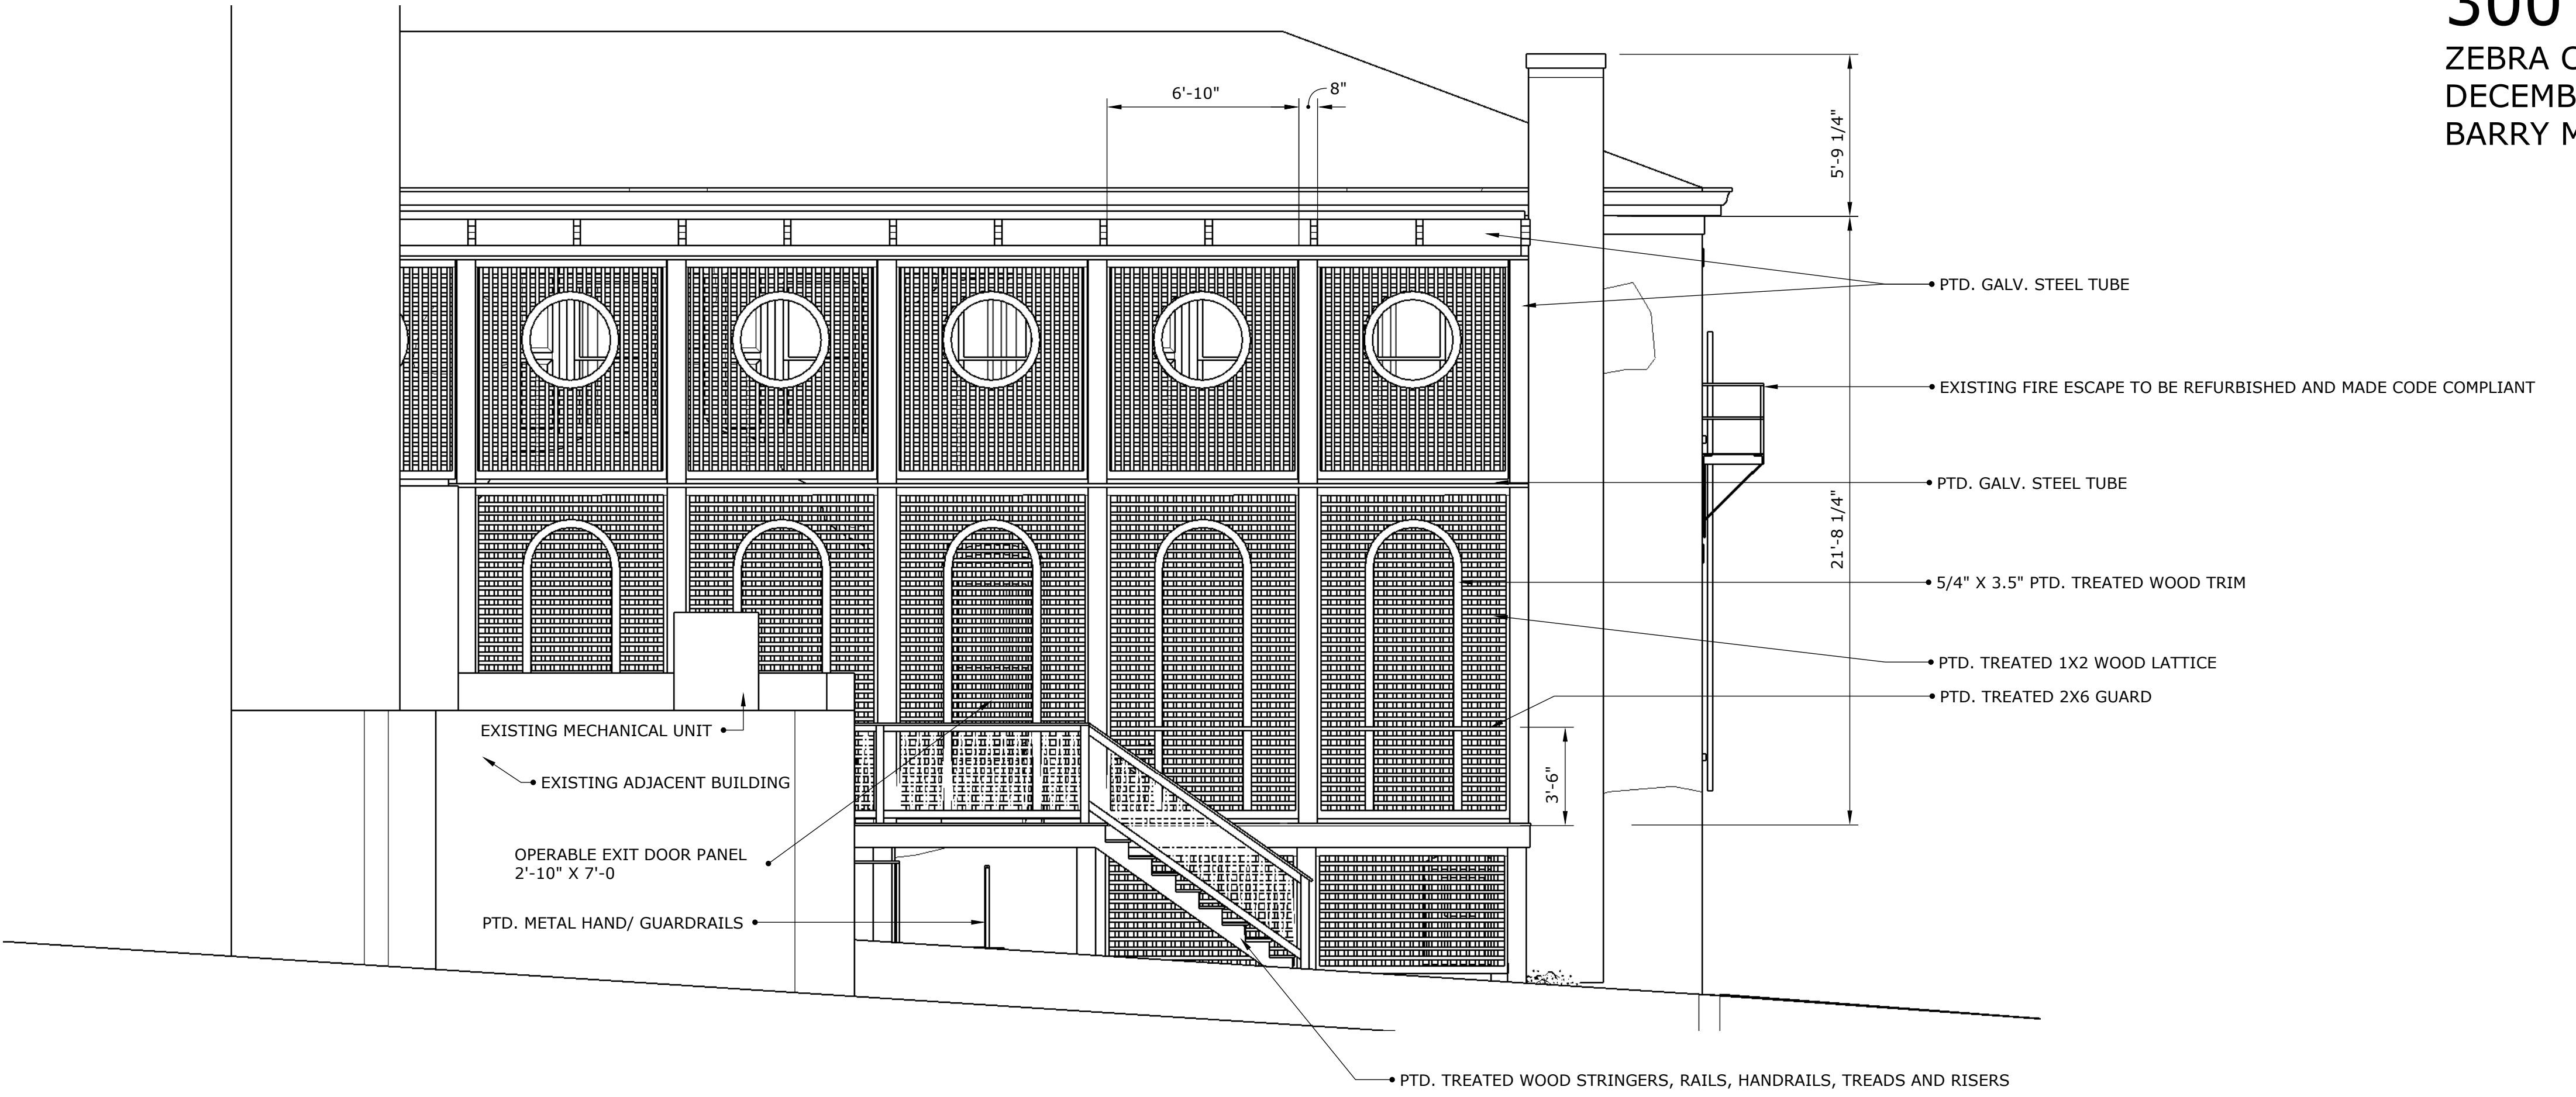 300
ZEBRA
DECEMB
BARRY M
6'-10"
8"
5'-9 1/4"
PTD. GALV. STEEL TUBE
EXISTING FIRE ESCAPE TO BE REFURBISHED AND MADE CODE COMPLIANT
PTD. GALV. STEEL TUBE
21'-8 1/4"
5/4" X 3.5" PTD. TREATED WOOD TRIM
PTD. TREATED 1X2 WOOD LATTICE
PTD. TREATED 2X6 GUARD
EXISTING MECHANICAL UNIT
EXISTING ADJACENT BUILDING
3'-6"
OPERABLE EXIT DOOR PANEL
2'-10" X 7'-0
PTD. METAL HAND/ GUARDRAILS
PTD. TREATED WOOD STRINGERS, RAILS, HANDRAILS, TREADS AND RISERS